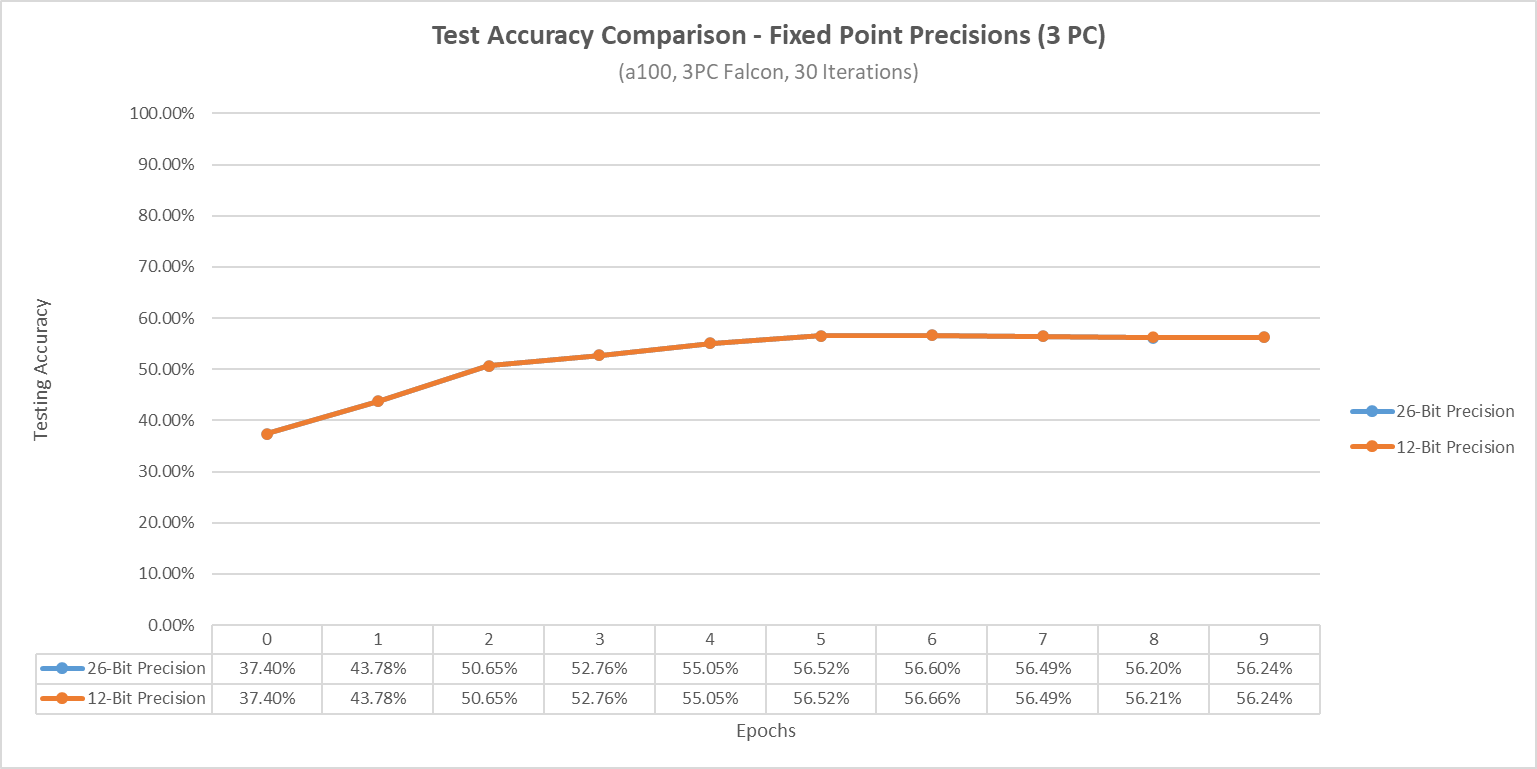 Test Accuracy Comparison - Fixed Point Precisions (3 PC)
(a100, 3PC Falcon, 30 Iterations)
100.00%
90.00%
80.00%
70.00%
60.00%
50.00%
40.00%
30.00%
20.00%
10.00%
0.00%
Testing Accuracy
26-Bit Precision
12-Bit Precision
0 1 2 3 4 5 6 7 8 9
26-Bit Precision 37.40% 43.78% 50.65% 52.76% 55.05% 56.52% 56.60% 56.49% 56.20% 56.24%
12-Bit Precision 37.40% 43.78% 50.65% 52.76% 55.05% 56.52% 56.66% 56.49% 56.21% 56.24%
Epochs